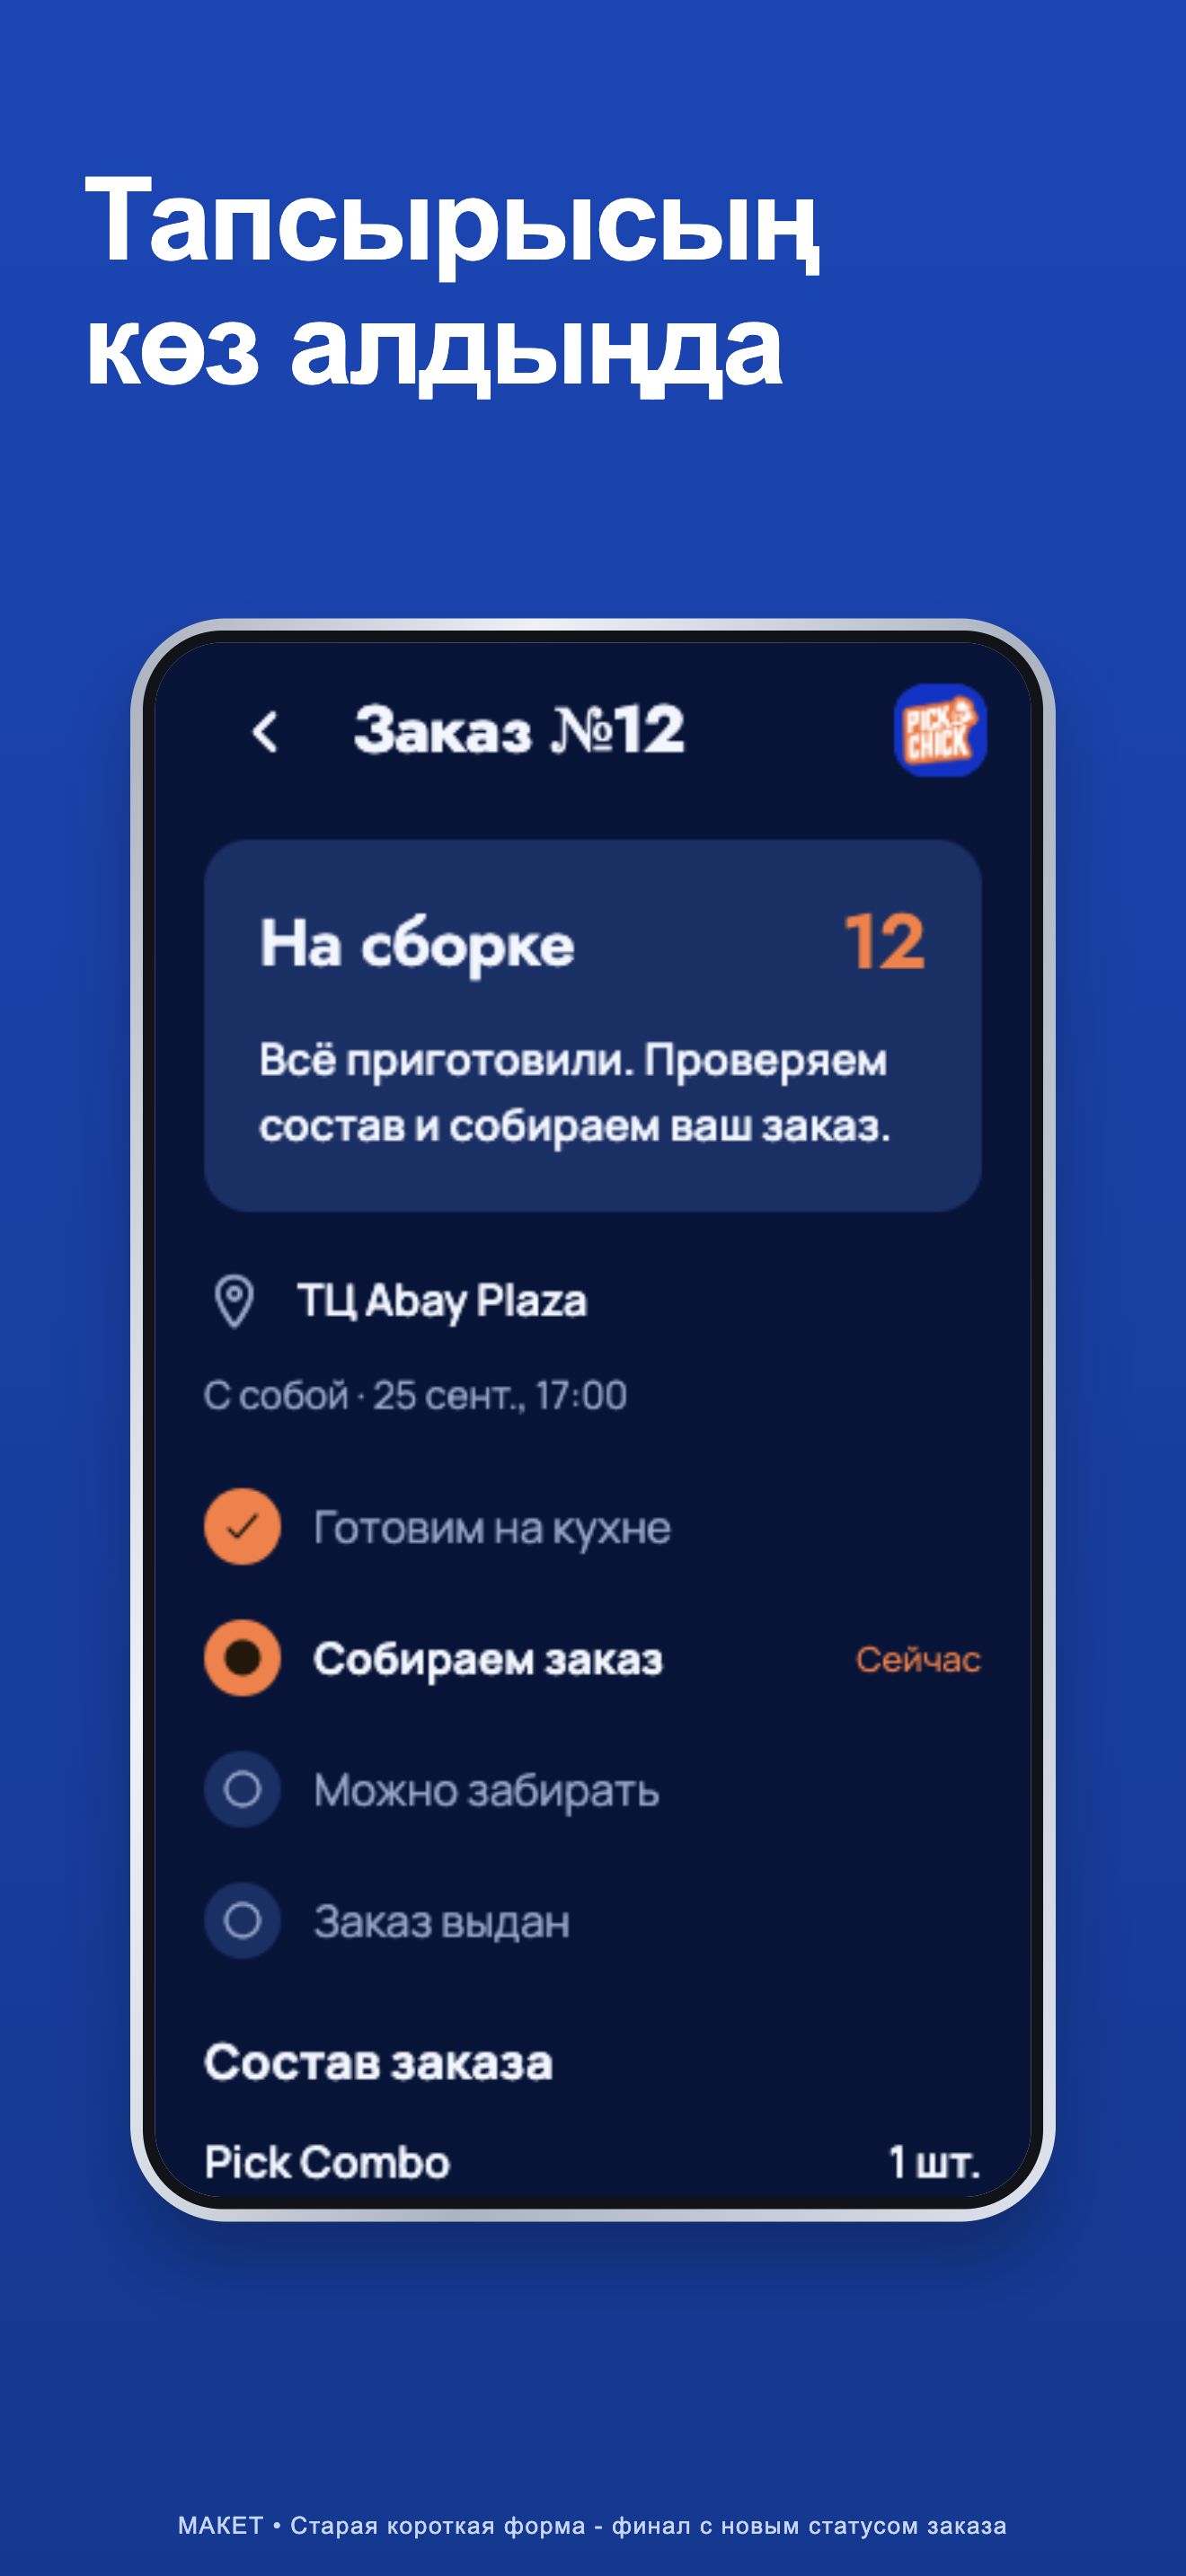 Тапсырысың
көз алдыңда
Заказ №12
PICK
CHICK
На сборке
12
Всё приготовили. Проверяем
состав и собираем ваш заказ.
ТЦ Abay Plaza
С собой · 25 сент., 17:00
Готовим на кухне
Собираем заказ
Сейчас
Можно забирать
Заказ выдан
Состав заказа
Pick Combo
1 шт.
МАКЕТ • Старая короткая форма - финал с новым статусом заказа